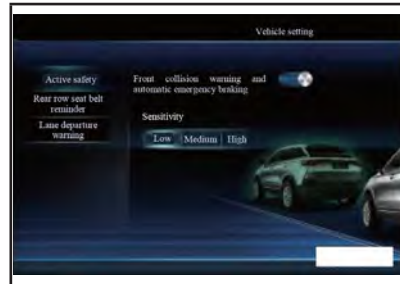 Vehicle setting
Active safety
Front collision warning and
automatic emergency braking
Rear row seat belt
reminder
Sensitivity
Lane departure
warning
Low Medium High